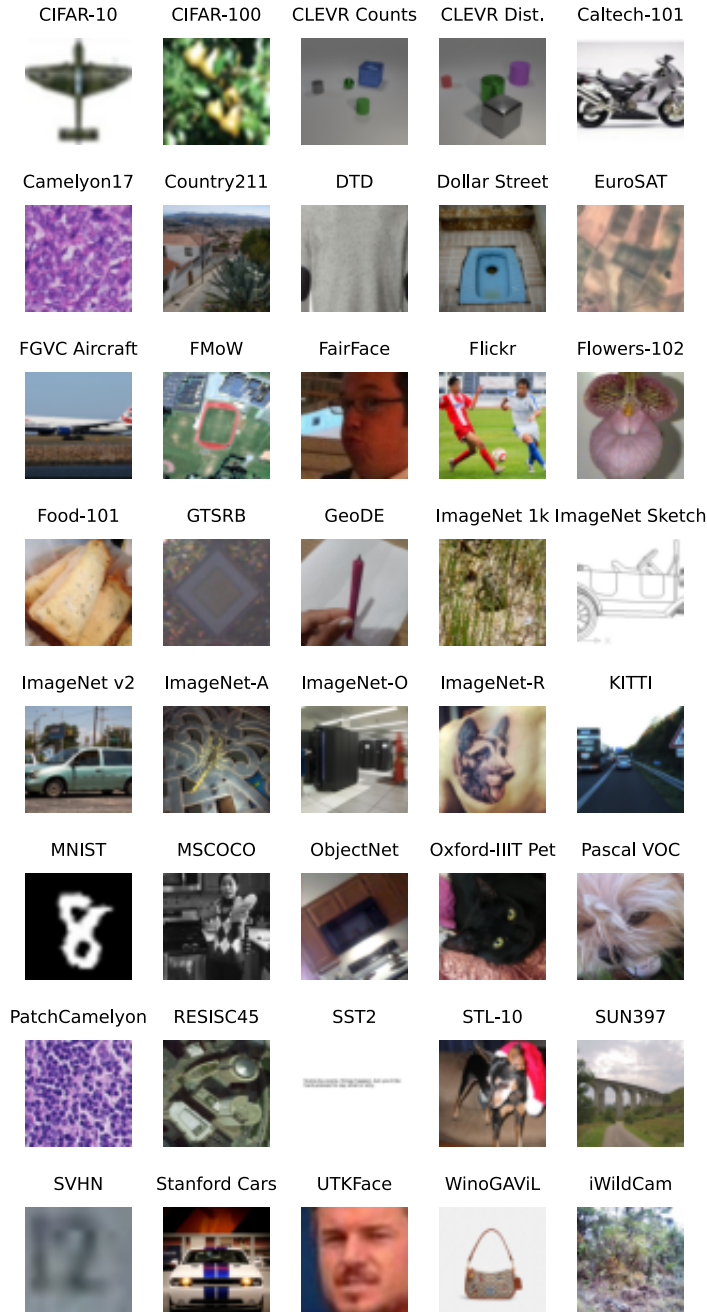 CIFAR-10 CIFAR-100 CLEVR Counts CLEVR Dist. Caltech-101
Camelyon17 Country211 DTD Dollar Street EuroSAT
FGVC Aircraft FMoW FairFace Flickr Flowers-102
Food-101 GTSRB GeoDE ImageNet 1k ImageNet Sketch
ImageNet v2 ImageNet-A ImageNet-O ImageNet-R KITTI
MNIST MSCOCO ObjectNet Oxford-IIIT Pet Pascal VOC
8
PatchCamelyon RESISC45 SST2 STL-10 SUN397
SVHN Stanford Cars UTKFace WinoGAViL iWildCam
12